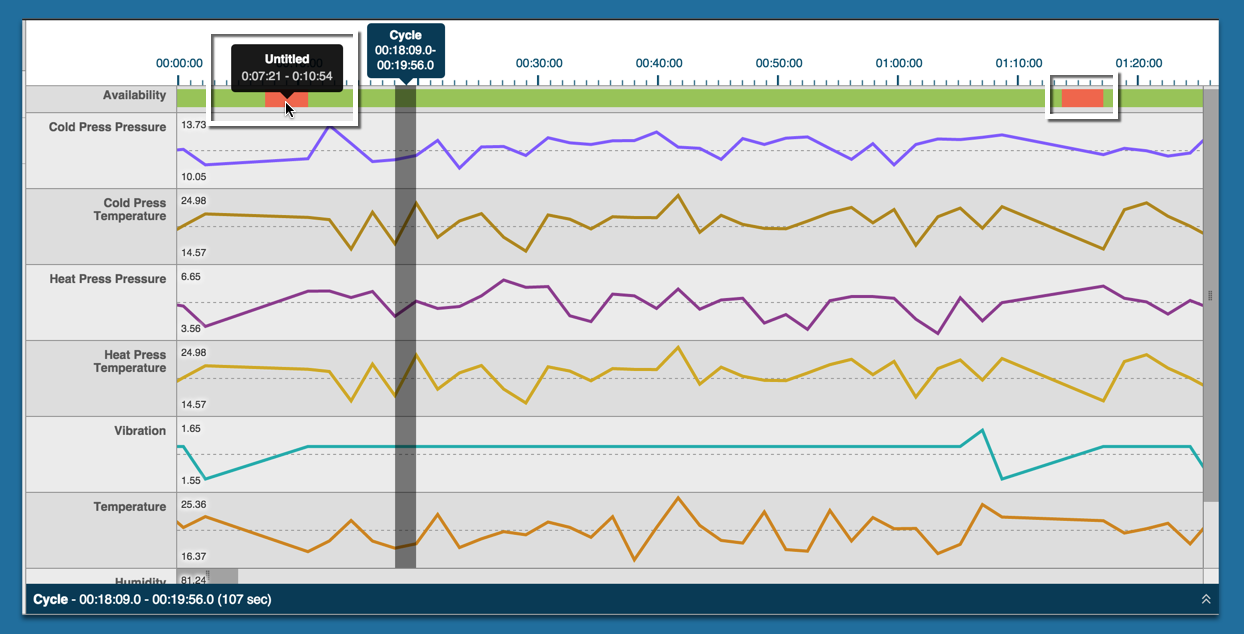 Cycle
00:18:09.0-
00:19:56.0
Untitled
0:07:21 - 0:10:54
00:00:00
00:30:00
00:40:00
00:50:00
01:00:00
01:10:00
01:20:00
Availability
Cold Press Pressure
13.73
10.05
Cold Press
Temperature
24.98
14.57
Heat Press Pressure
6.65
3.56
Heat Press
Temperature
24.98
14.57
Vibration
1.65
1.55
Temperature
25.36
16.37
Humidity
81.24
Cycle - 00:18:09.0 - 00:19:56.0 (107 sec)